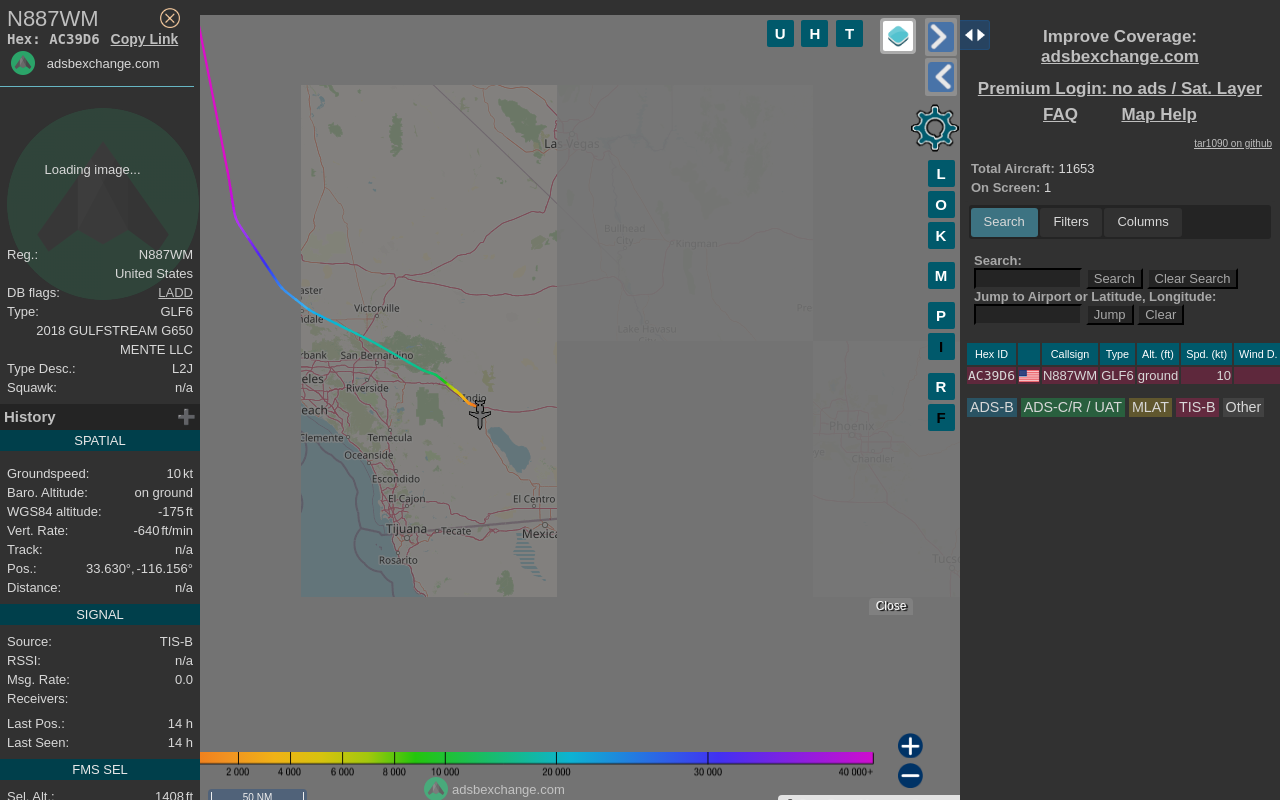 N887WM
Hex: AC39D6 Copy Link
adsbexchange.com
Loading image...
Reg.: N887WM
United States
DB flags: LADD
Type: GLF6
2018 GULFSTREAM G650
MENTE LLC
Type Desc.: L2J
Squawk: n/a
History
SPATIAL
Groundspeed: 10 kt
Baro. Altitude: on ground
WGS84 altitude: -175 ft
Vert. Rate: -640 ft/min
Track: n/a
Pos.: 33.630°, -116.156°
Distance: n/a
SIGNAL
Source: TIS-B
RSSI: n/a
Msg. Rate: 0.0
Receivers:
Last Pos.: 14 h
Last Seen: 14 h
FMS SEL
Sel. Alt.: 1408 ft
U H T
L
O
K
M
P
I
R
F
Las Vegas
Bullhead
City
Kingman
Lake Havasu
City
Pre
aster
dale
Victorville
rbank San Bernardino
eles
Riverside
Indio
each
Clemente Temecula
Oceanside
Escondido
El Cajon El Centro
Tijuana Tecate Mexica
Rosarito
Phoenix
Chandler
Tucs
Close
2 000 4 000 6 000 8 000 10 000 20 000 30 000 40 000+
adsbexchange.com
50 NM
Improve Coverage:
adsbexchange.com
Premium Login: no ads / Sat. Layer
FAQ Map Help
tar1090 on github
Total Aircraft: 11653
On Screen: 1
Search Filters Columns
Search:
Search Clear Search
Jump to Airport or Latitude, Longitude:
Jump Clear
Hex ID Callsign Type Alt. (ft) Spd. (kt) Wind D.
AC39D6 N887WM GLF6 ground 10
ADS-B ADS-C/R / UAT MLAT TIS-B Other